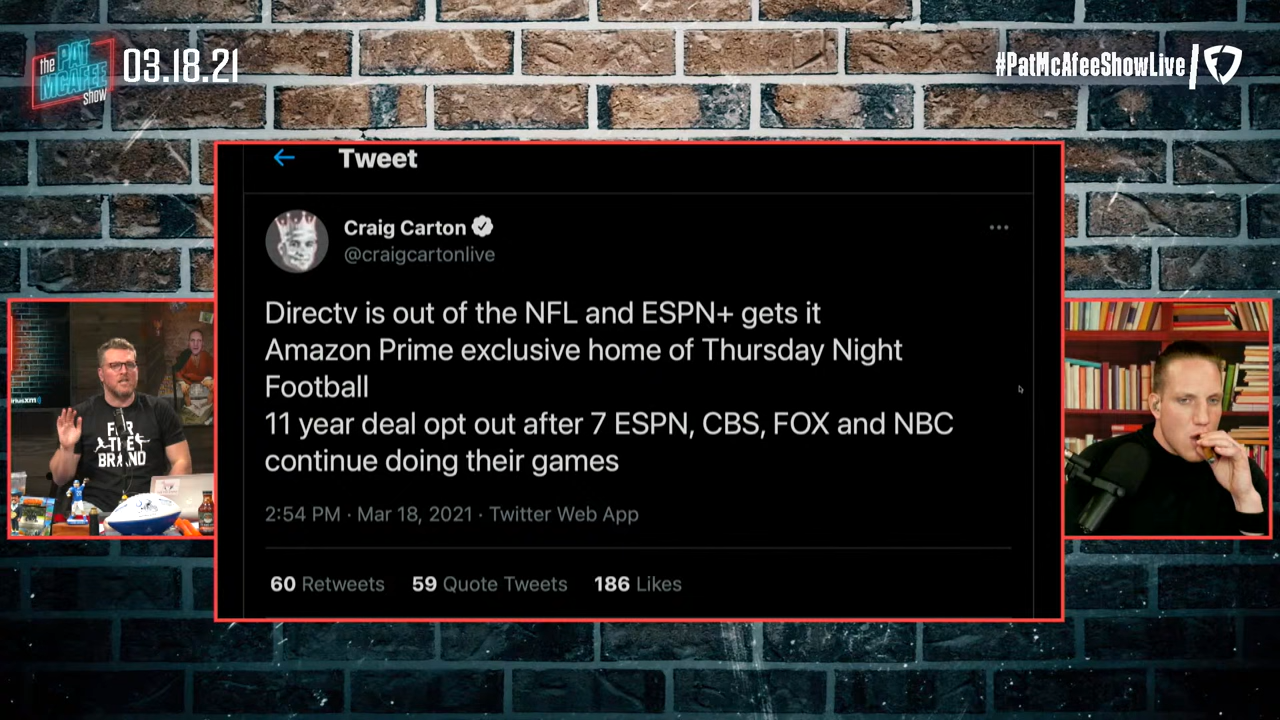 the
PAT
MCAFEE
show
03.18.21
#PatMcAfeeShowLive
Tweet
Craig Carton
@craigcartonlive
Directv is out of the NFL and ESPN+ gets it
Amazon Prime exclusive home of Thursday Night
Football
11 year deal opt out after 7 ESPN, CBS, FOX and NBC
continue doing their games
2:54 PM · Mar 18, 2021 · Twitter Web App
60 Retweets 59 Quote Tweets 186 Likes
FOR
THE
BRAND